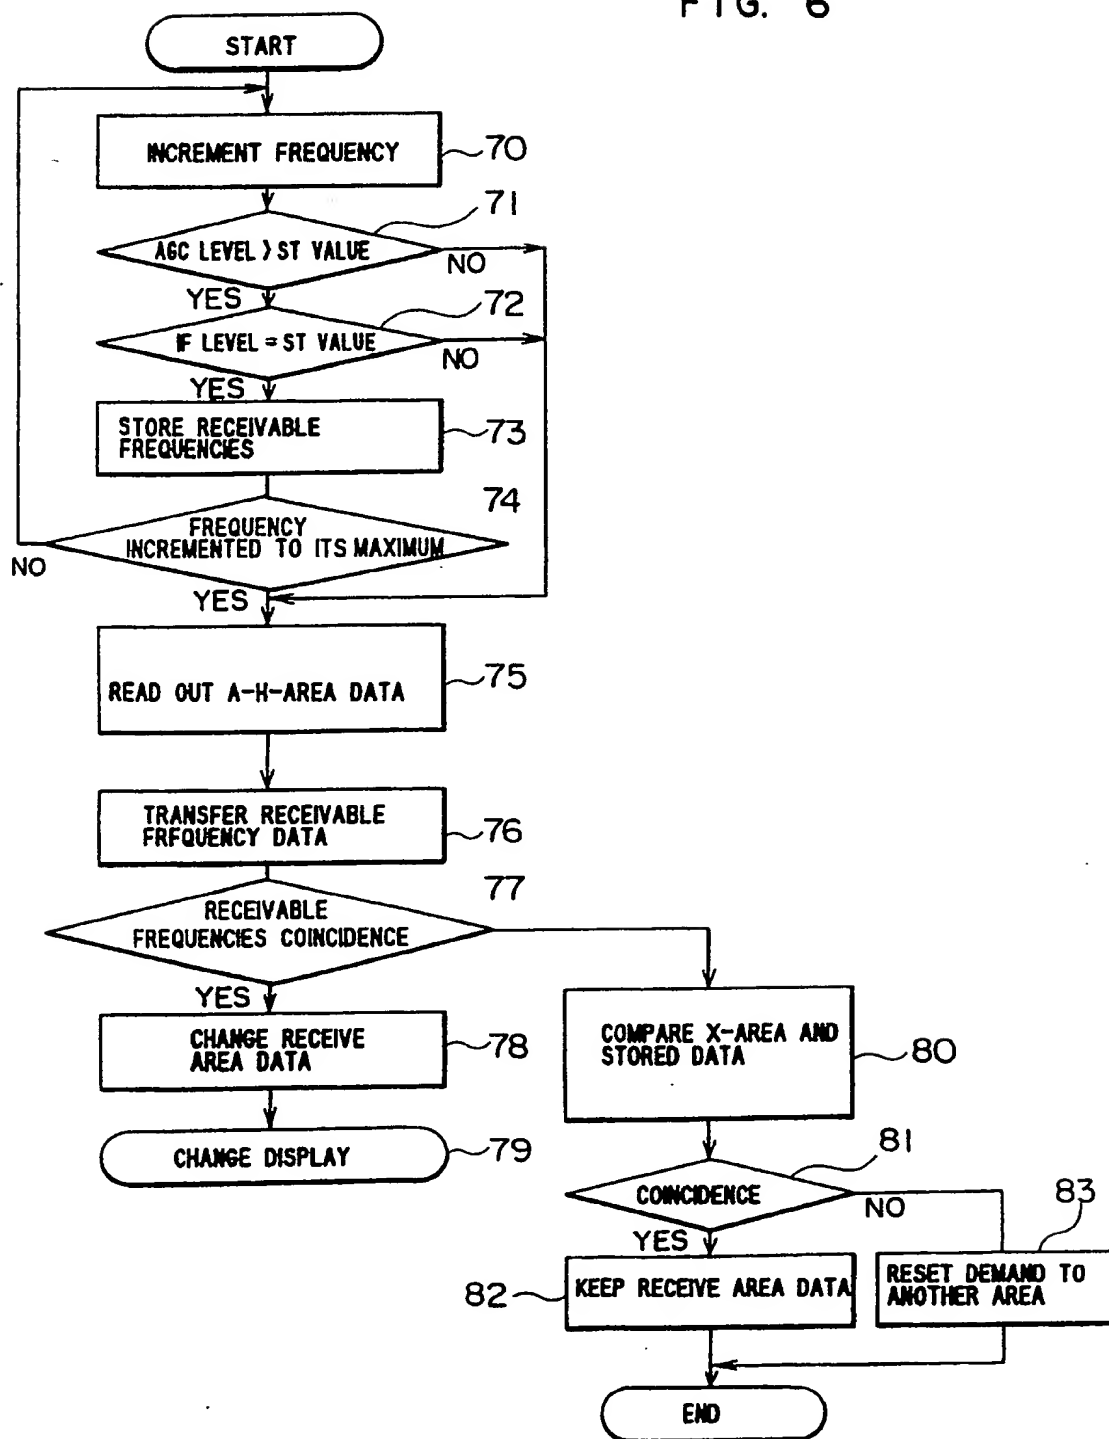 FIG. 6
START
INCREMENT FREQUENCY
70
71
AGC LEVEL > ST VALUE
NO
YES
72
IF LEVEL = ST VALUE
NO
YES
STORE RECEIVABLE
FREQUENCIES
73
74
FREQUENCY
INCREMENTED TO ITS MAXIMUM
NO
YES
75
READ OUT A-H-AREA DATA
TRANSFER RECEIVABLE
FRFQUENCY DATA
76
77
RECEIVABLE
FREQUENCIES COINCIDENCE
YES
CHANGE RECEIVE
AREA DATA
78
COMPARE X-AREA AND
STORED DATA
80
CHANGE DISPLAY
79
81
COINCIDENCE
NO
83
YES
82
KEEP RECEIVE AREA DATA
RESET DEMAND TO
ANOTHER AREA
END